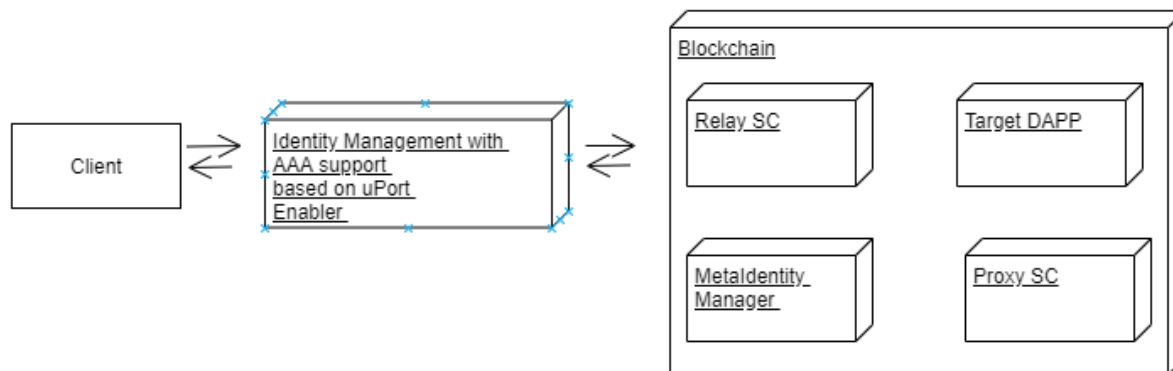 Blockchain
Relay SC
Target DAPP
Client
Identity Management with
AAA support
based on uPort
Enabler
MetaIdentity
Manager
Proxy SC